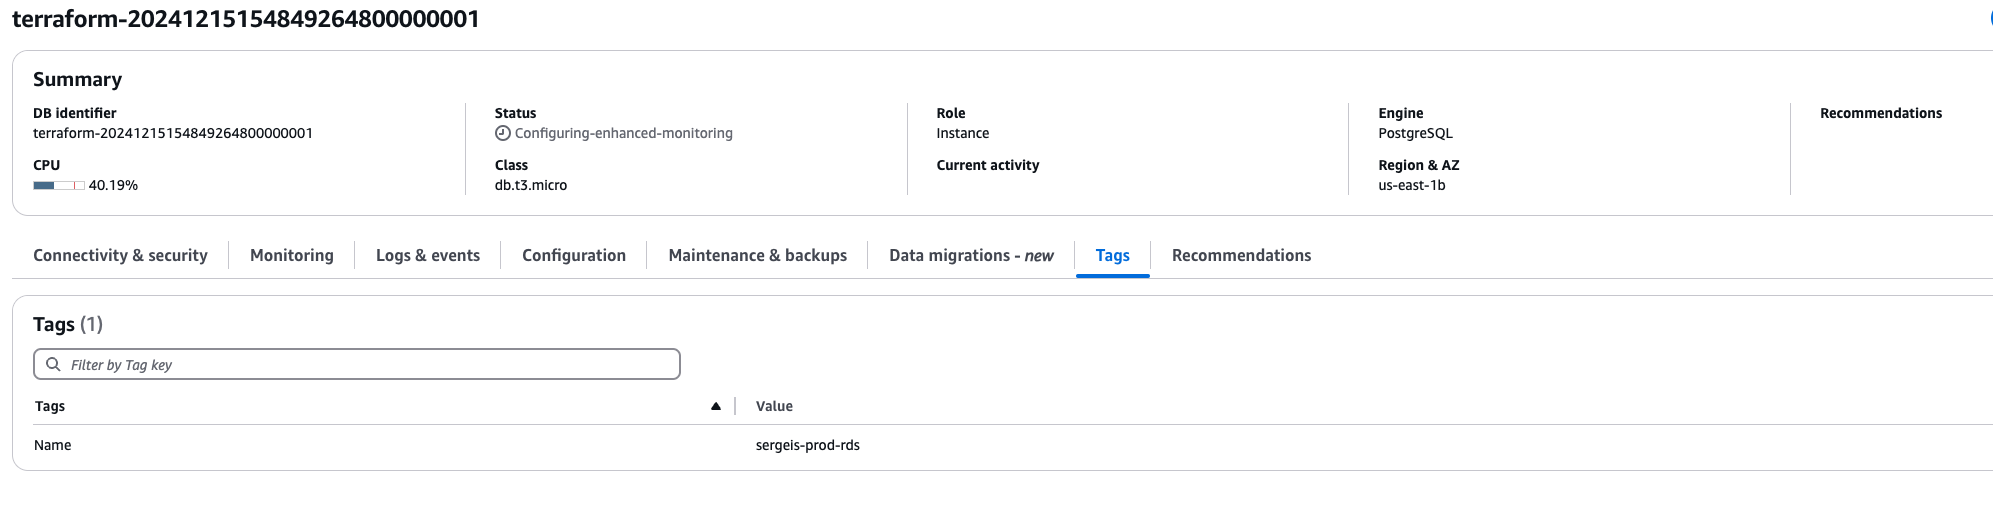 terraform-20241215154849264800000001
Summary
DB identifier
terraform-20241215154849264800000001
CPU
40.19%
Status
Configuring-enhanced-monitoring
Class
db.t3.micro
Role
Instance
Current activity
Engine
PostgreSQL
Region & AZ
us-east-1b
Recommendations
Connectivity & security Monitoring Logs & events Configuration Maintenance & backups Data migrations - new Tags Recommendations
Tags (1)
Filter by Tag key
Tags Value
Name sergeis-prod-rds